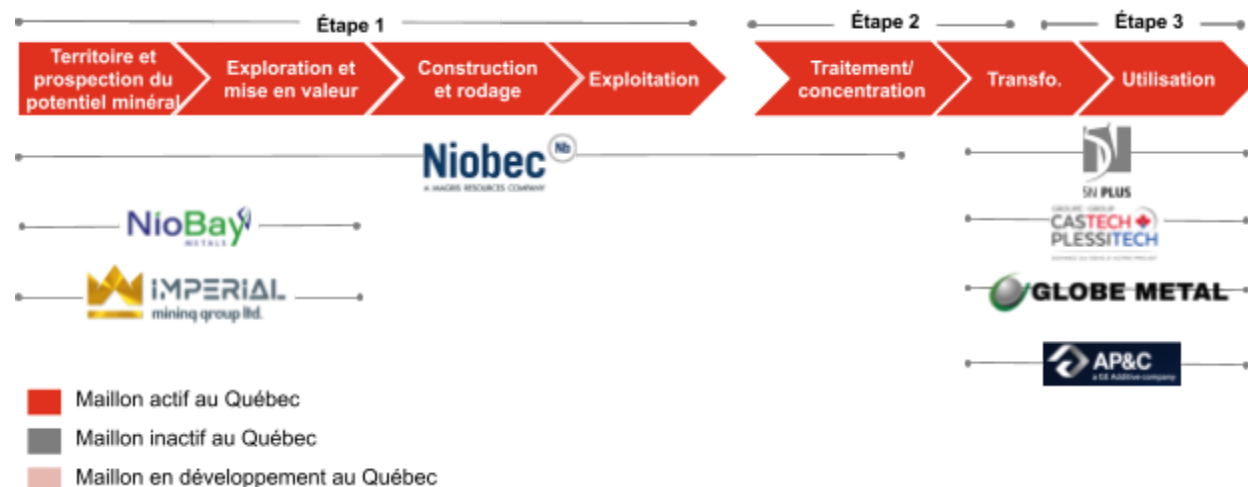 Étape 1
Étape 2
Étape 3
Territoire et
prospection du
potentiel minéral
Exploration et
mise en valeur
Construction
et rodage
Exploitation
Traitement/
concentration
Transfo.
Utilisation
Niobec Nb
A MAGRIS RESOURCES COMPANY
SN PLUS
NioBay
METALS
GROUPE GROUP
CASTECH
PLESSITECH
IMPERIAL
mining group ltd.
GLOBE METAL
AP&C
a GE Additive company
Maillon actif au Québec
Maillon inactif au Québec
Maillon en développement au Québec